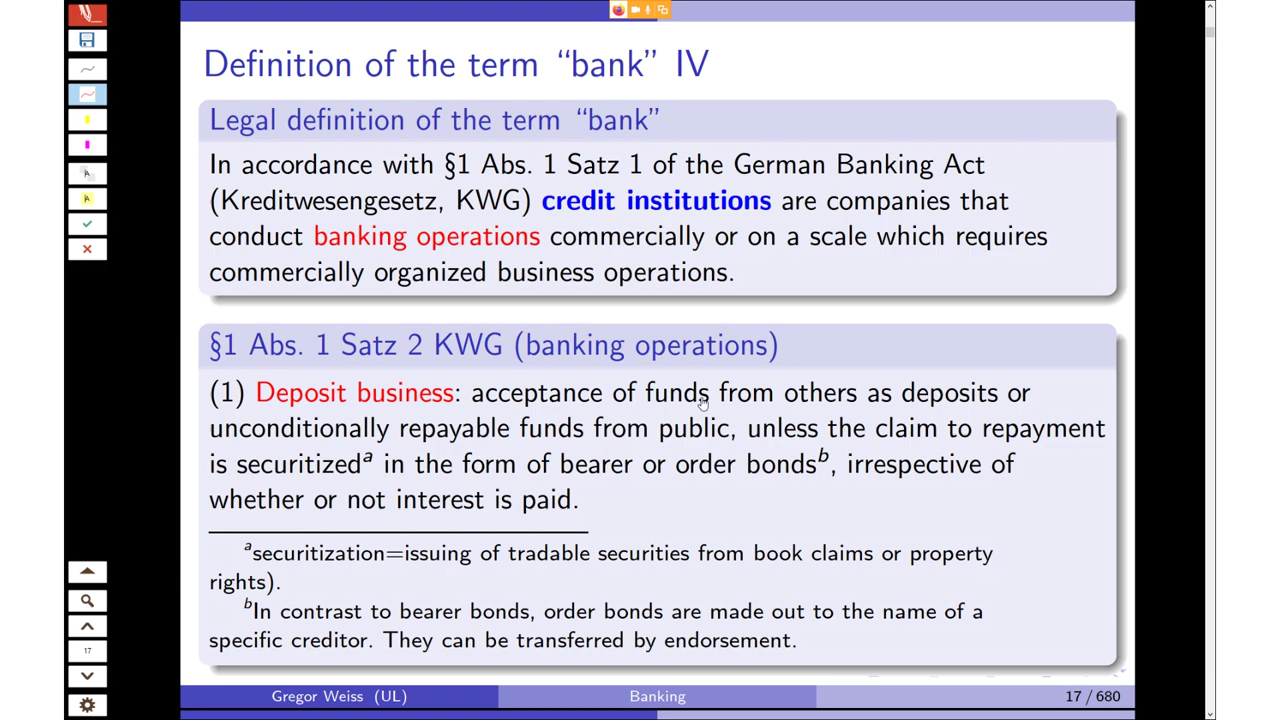 Definition of the term “bank” IV
Legal definition of the term “bank”
In accordance with §1 Abs. 1 Satz 1 of the German Banking Act
(Kreditwesengesetz, KWG) credit institutions are companies that
conduct banking operations commercially or on a scale which requires
commercially organized business operations.
§1 Abs. 1 Satz 2 KWG (banking operations)
(1) Deposit business: acceptance of funds from others as deposits or
unconditionally repayable funds from public, unless the claim to repayment
is securitizedᵃ in the form of bearer or order bondsᵇ, irrespective of
whether or not interest is paid.
ᵃsecuritization=issuing of tradable securities from book claims or property
rights).
ᵇIn contrast to bearer bonds, order bonds are made out to the name of a
specific creditor. They can be transferred by endorsement.
17
Gregor Weiss (UL) Banking 17 / 680